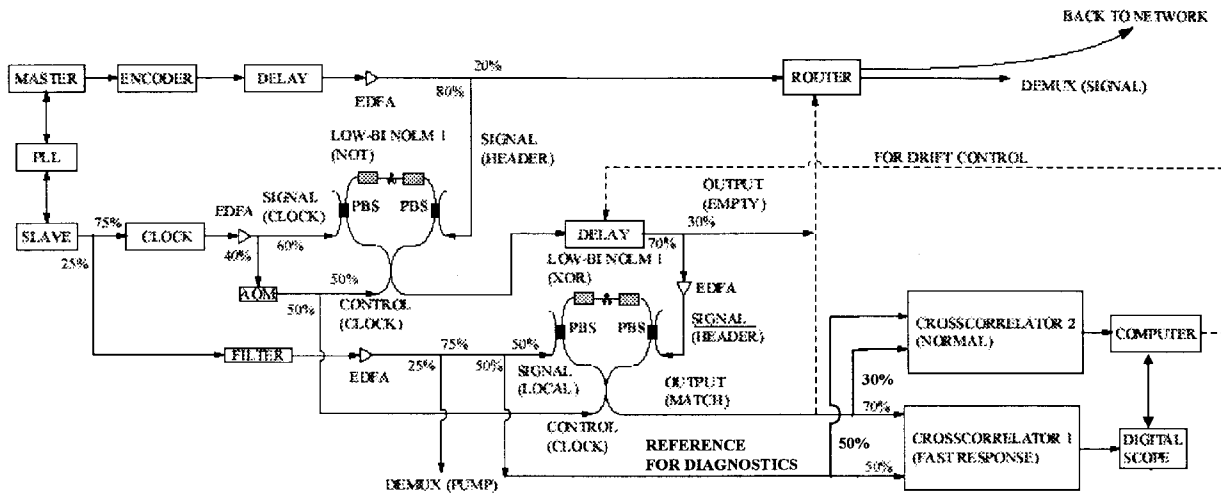 BACK TO NETWORK
MASTER
ENCODER
DELAY
EDFA
20%
80%
ROUTER
DEMUX (SIGNAL)
PLL
LOW-BI NOLM 1
(NOT)
SIGNAL
(HEADER)
FOR DRIFT CONTROL
SLAVE
75%
25%
CLOCK
EDFA
40%
SIGNAL
(CLOCK)
60%
PBS
PBS
OUTPUT
(EMPTY)
DELAY
70%
30%
AOM
50%
50%
CONTROL
(CLOCK)
LOW-BI NOLM 1
(XOR)
EDFA
PBS
PBS
SIGNAL
HEADER)
FILTER
EDFA
75%
25%
50%
50%
SIGNAL
(LOCAL)
OUTPUT
(MATCH)
CONTROL
(CLOCK)
CROSSCORRELATOR 2
(NORMAL)
COMPUTER
30%
70%
50%
50%
CROSSCORRELATOR 1
(FAST RESPONSE)
DIGITAL
SCOPE
REFERENCE
FOR DIAGNOSTICS
DEMUX (PUMP)